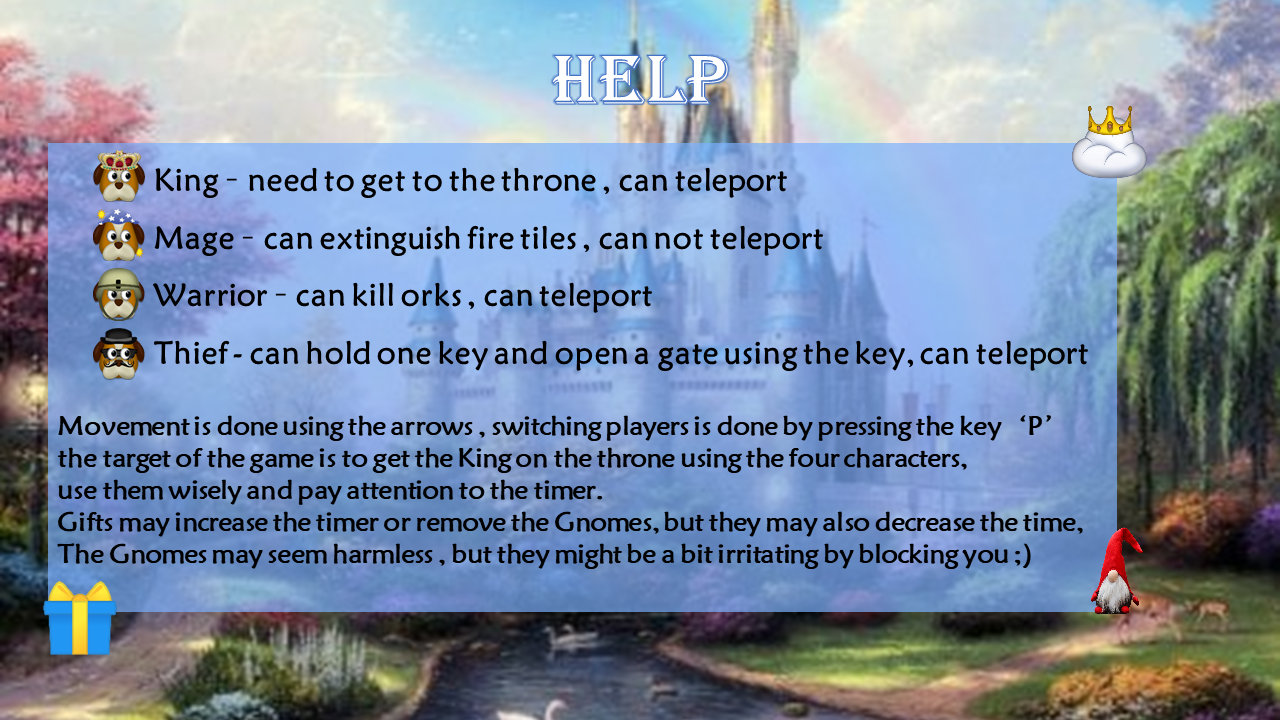 HELP
King - need to get to the throne , can teleport
Mage - can extinguish fire tiles , can not teleport
Warrior - can kill orks , can teleport
Thief - can hold one key and open a gate using the key, can teleport
Movement is done using the arrows , switching players is done by pressing the key ‘P’
the target of the game is to get the King on the throne using the four characters,
use them wisely and pay attention to the timer.
Gifts may increase the timer or remove the Gnomes, but they may also decrease the time,
The Gnomes may seem harmless , but they might be a bit irritating by blocking you ;)